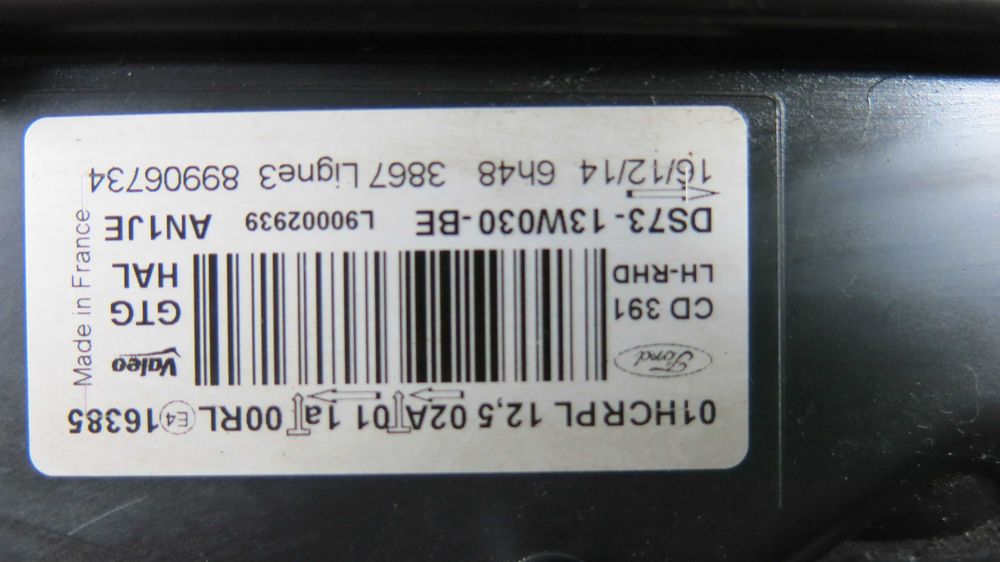 01HCRPL 12,5 02A 01 1a 00RL E4 16385
Ford
CD 391
LH-RHD
Valeo
GTG
HAL
DS73-13W030-BE L90002939 AN1JE
16/12/14 6h48 3867 Ligne3 89906734
Made in France